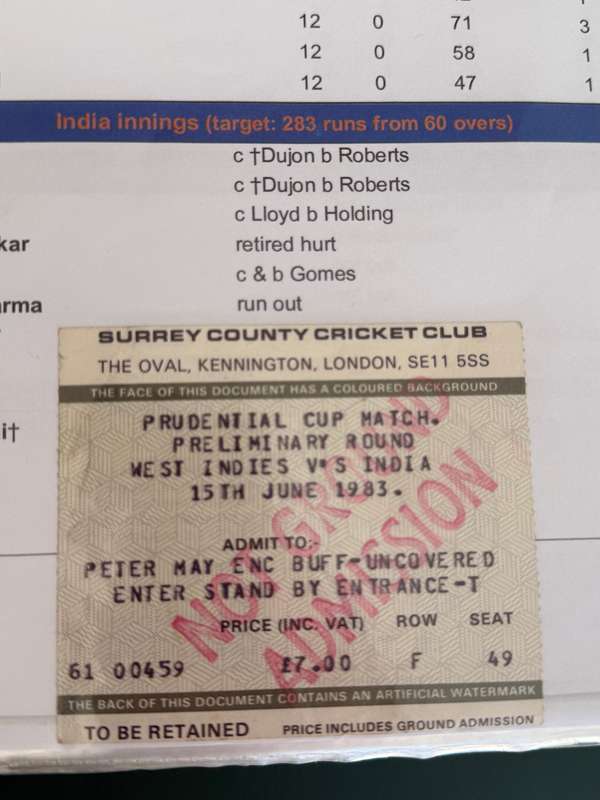 12 0 71 3
12 0 58 1
12 0 47 1
India innings (target: 283 runs from 60 overs)
c †Dujon b Roberts
c †Dujon b Roberts
c Lloyd b Holding
kar retired hurt
c & b Gomes
arma run out
it†
SURREY COUNTY CRICKET CLUB
THE OVAL, KENNINGTON, LONDON, SE11 5SS
THE FACE OF THIS DOCUMENT HAS A COLOURED BACKGROUND
PRUDENTIAL CUP MATCH.
PRELIMINARY ROUND
WEST INDIES V*S INDIA
15TH JUNE 1983.
NOT GROUND
ADMISSION
ADMIT TO:-
PETER MAY ENC BUFF-UNCOVERED
ENTER STAND BY ENTRANCE-T
PRICE (INC. VAT) ROW SEAT
61 00459 £7.00 F 49
THE BACK OF THIS DOCUMENT CONTAINS AN ARTIFICIAL WATERMARK
TO BE RETAINED PRICE INCLUDES GROUND ADMISSION